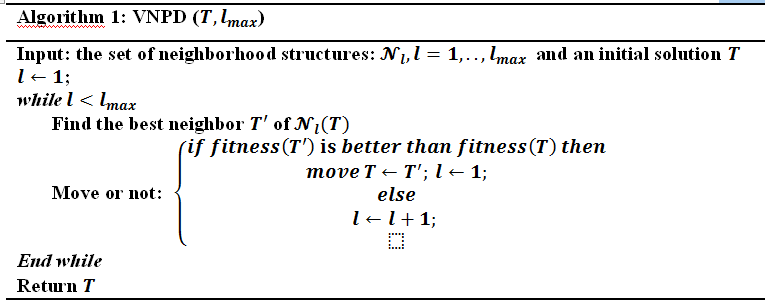 Algorithm 1: VNPD (T, l_max)
Input: the set of neighborhood structures: 𝒩_l, l = 1,.., l_max and an initial solution T
l ← 1;
while l < l_max
Find the best neighbor T′ of 𝒩_l(T)
if fitness(T′) is better than fitness(T) then
move T ← T′; l ← 1;
Move or not:
else
l ← l + 1;
End while
Return T